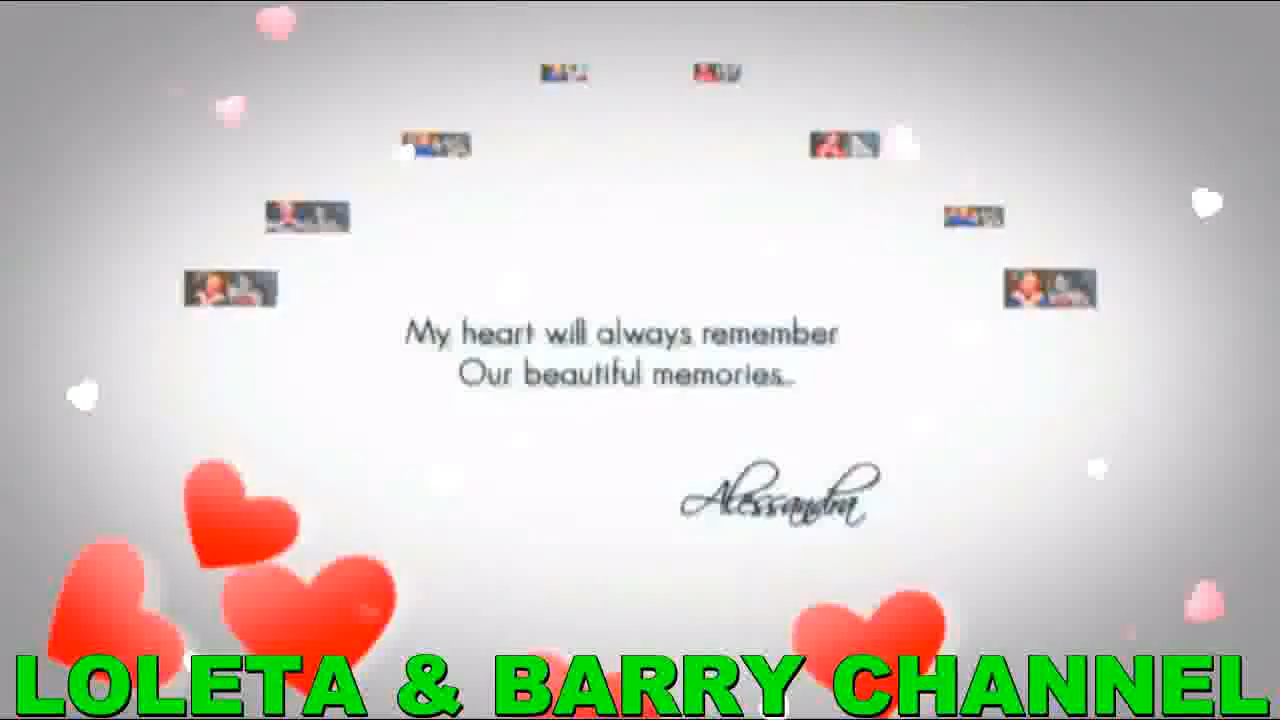 My heart will always remember
Our beautiful memories..
Alessandra
LOLETA & BARRY CHANNEL